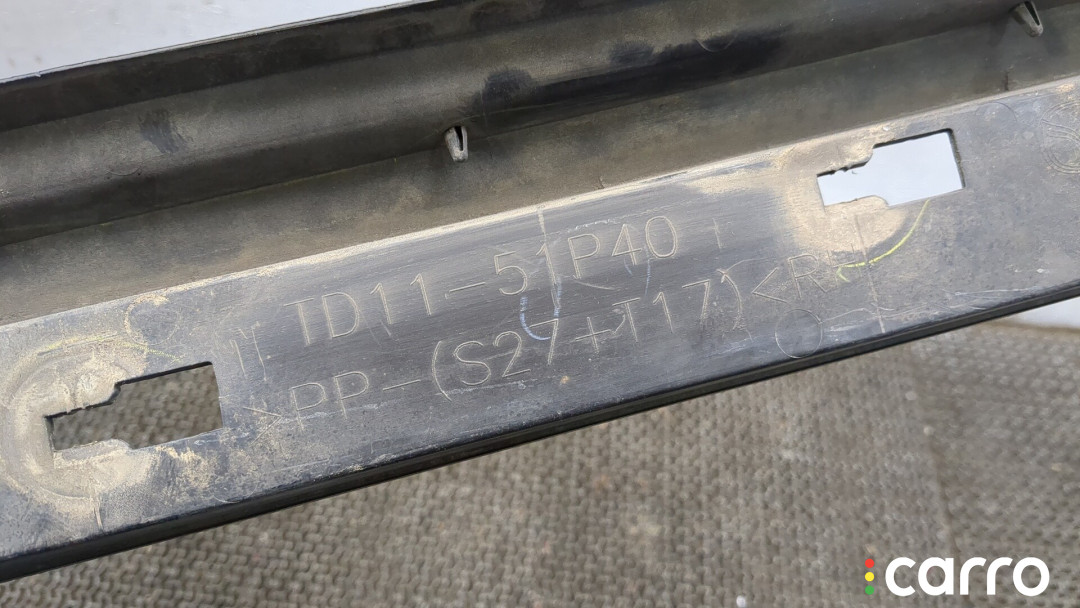 TD11-51P40
>PP-(S27+T17)< R
carro